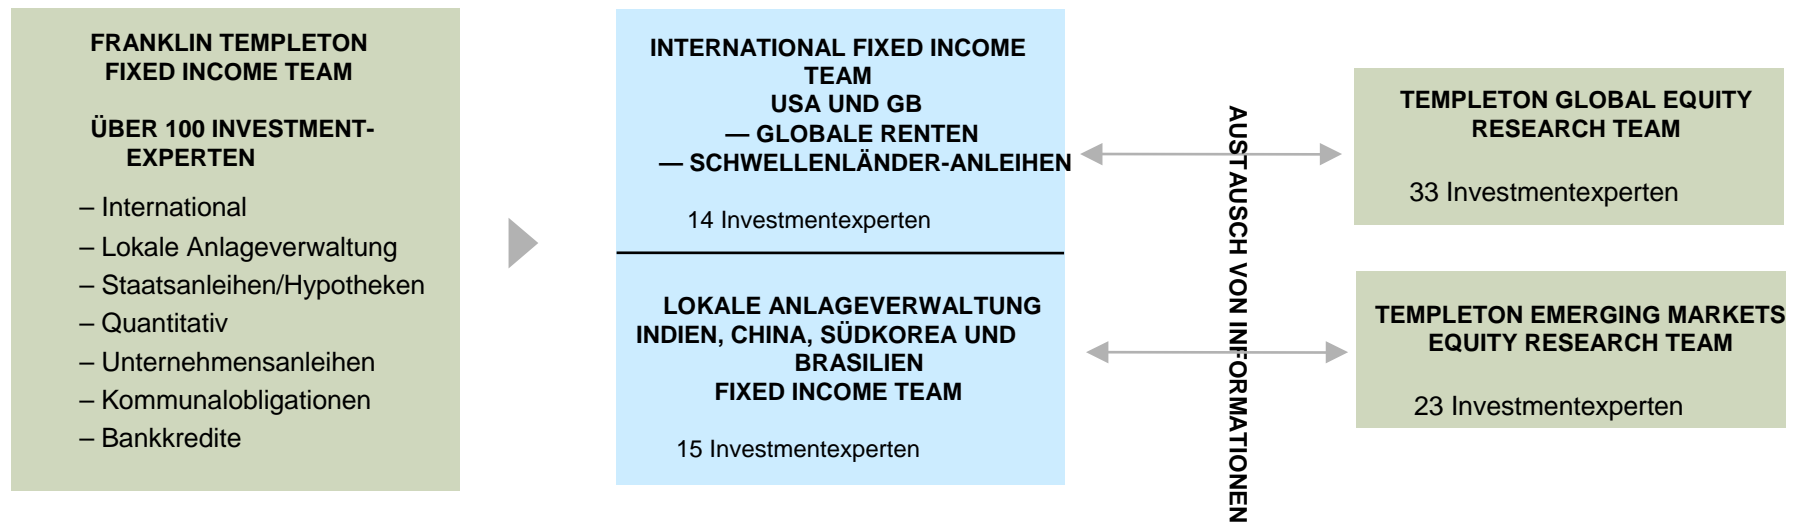 FRANKLIN TEMPLETON
FIXED INCOME TEAM
ÜBER 100 INVESTMENT-
EXPERTEN
– International
– Lokale Anlageverwaltung
– Staatsanleihen/Hypotheken
– Quantitativ
– Unternehmensanleihen
– Kommunalobligationen
– Bankkredite
INTERNATIONAL FIXED INCOME
TEAM
USA UND GB
— GLOBALE RENTEN
— SCHWELLENLÄNDER-ANLEIHEN
14 Investmentexperten
LOKALE ANLAGEVERWALTUNG
INDIEN, CHINA, SÜDKOREA UND
BRASILIEN
FIXED INCOME TEAM
15 Investmentexperten
AUSTAUSCH VON INFORMATIONEN
TEMPLETON GLOBAL EQUITY
RESEARCH TEAM
33 Investmentexperten
TEMPLETON EMERGING MARKETS
EQUITY RESEARCH TEAM
23 Investmentexperten